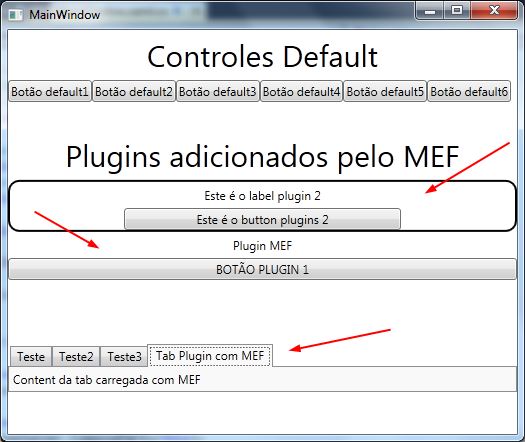 MainWindow
Controles Default
Botão default1 Botão default2 Botão default3 Botão default4 Botão default5 Botão default6
Plugins adicionados pelo MEF
Este é o label plugin 2
Este é o button plugins 2
Plugin MEF
BOTÃO PLUGIN 1
Teste Teste2 Teste3 Tab Plugin com MEF
Content da tab carregada com MEF